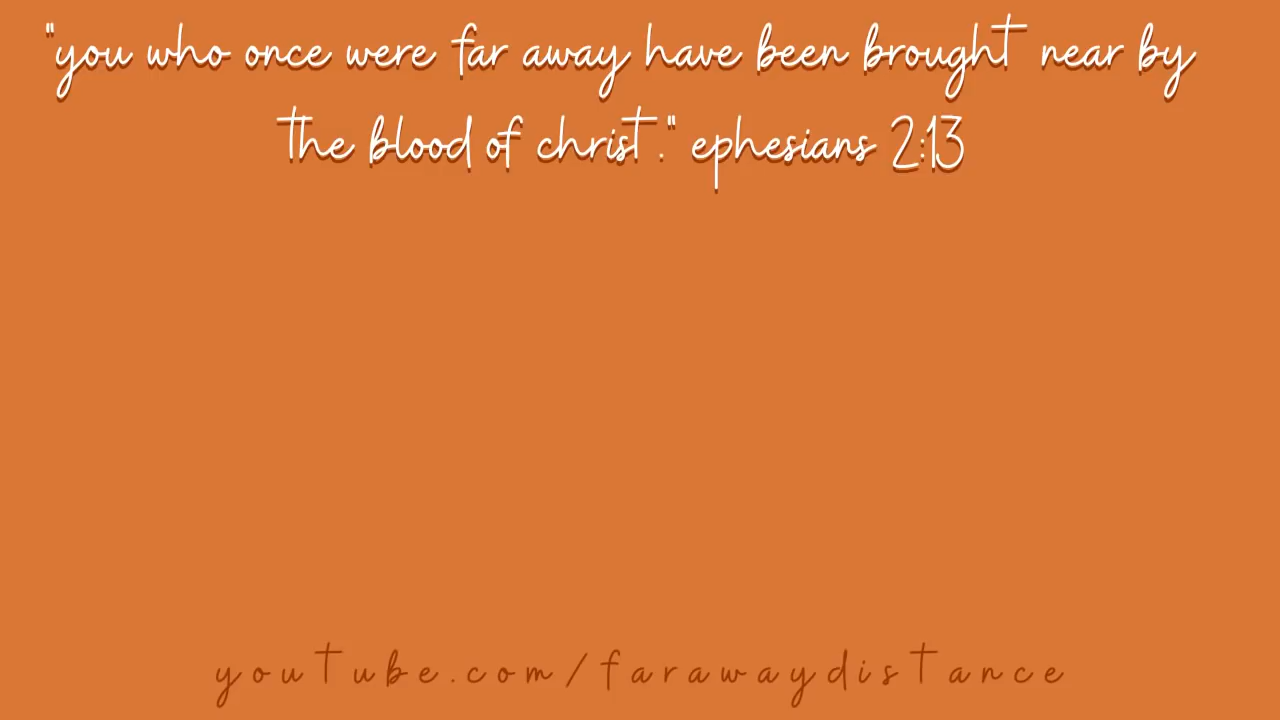 "you who once were far away have been brought near by
the blood of christ." ephesians 2:13
youtube.com/farawaydistance